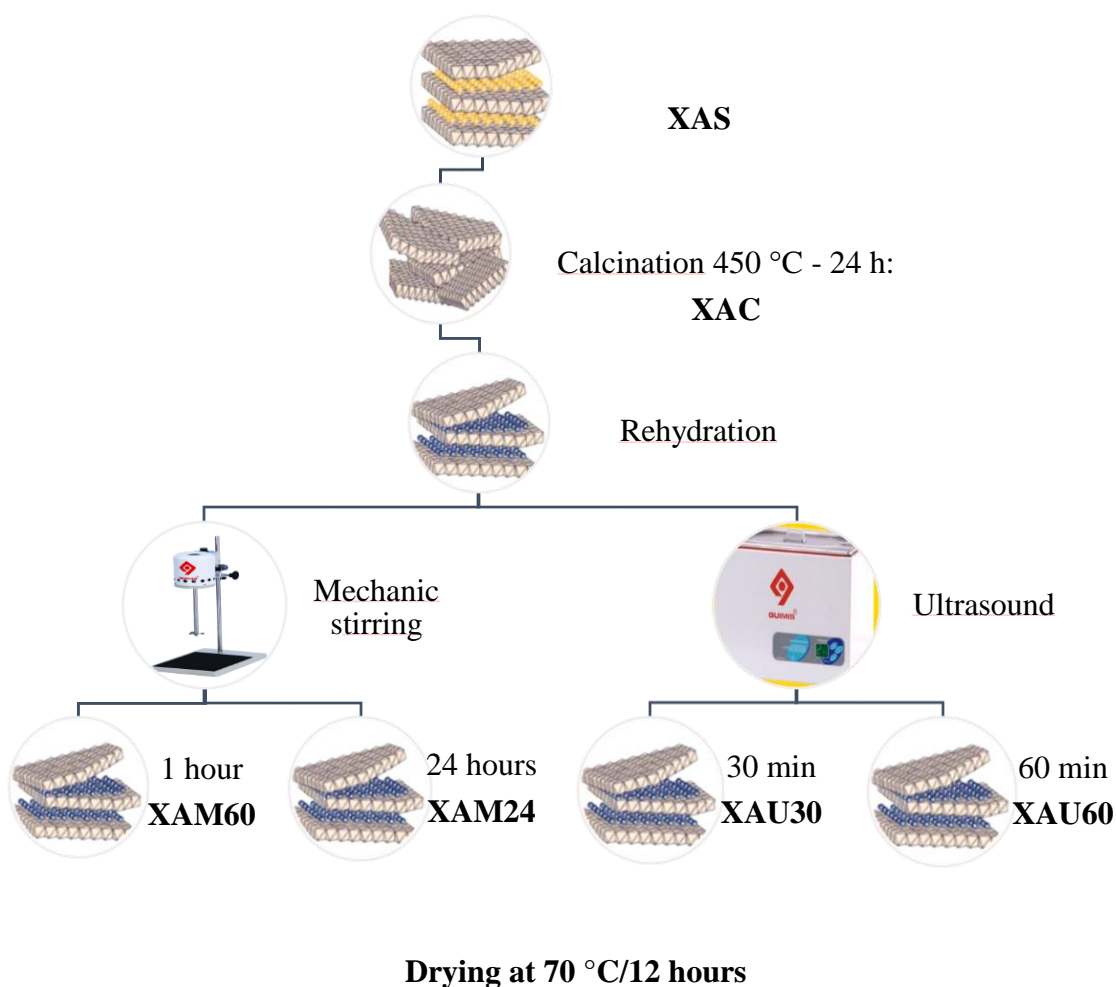 XAS
Calcination 450 °C - 24 h:
XAC
Rehydration
Mechanic
stirring
Ultrasound
1 hour
XAM60
24 hours
XAM24
30 min
XAU30
60 min
XAU60
Drying at 70 °C/12 hours